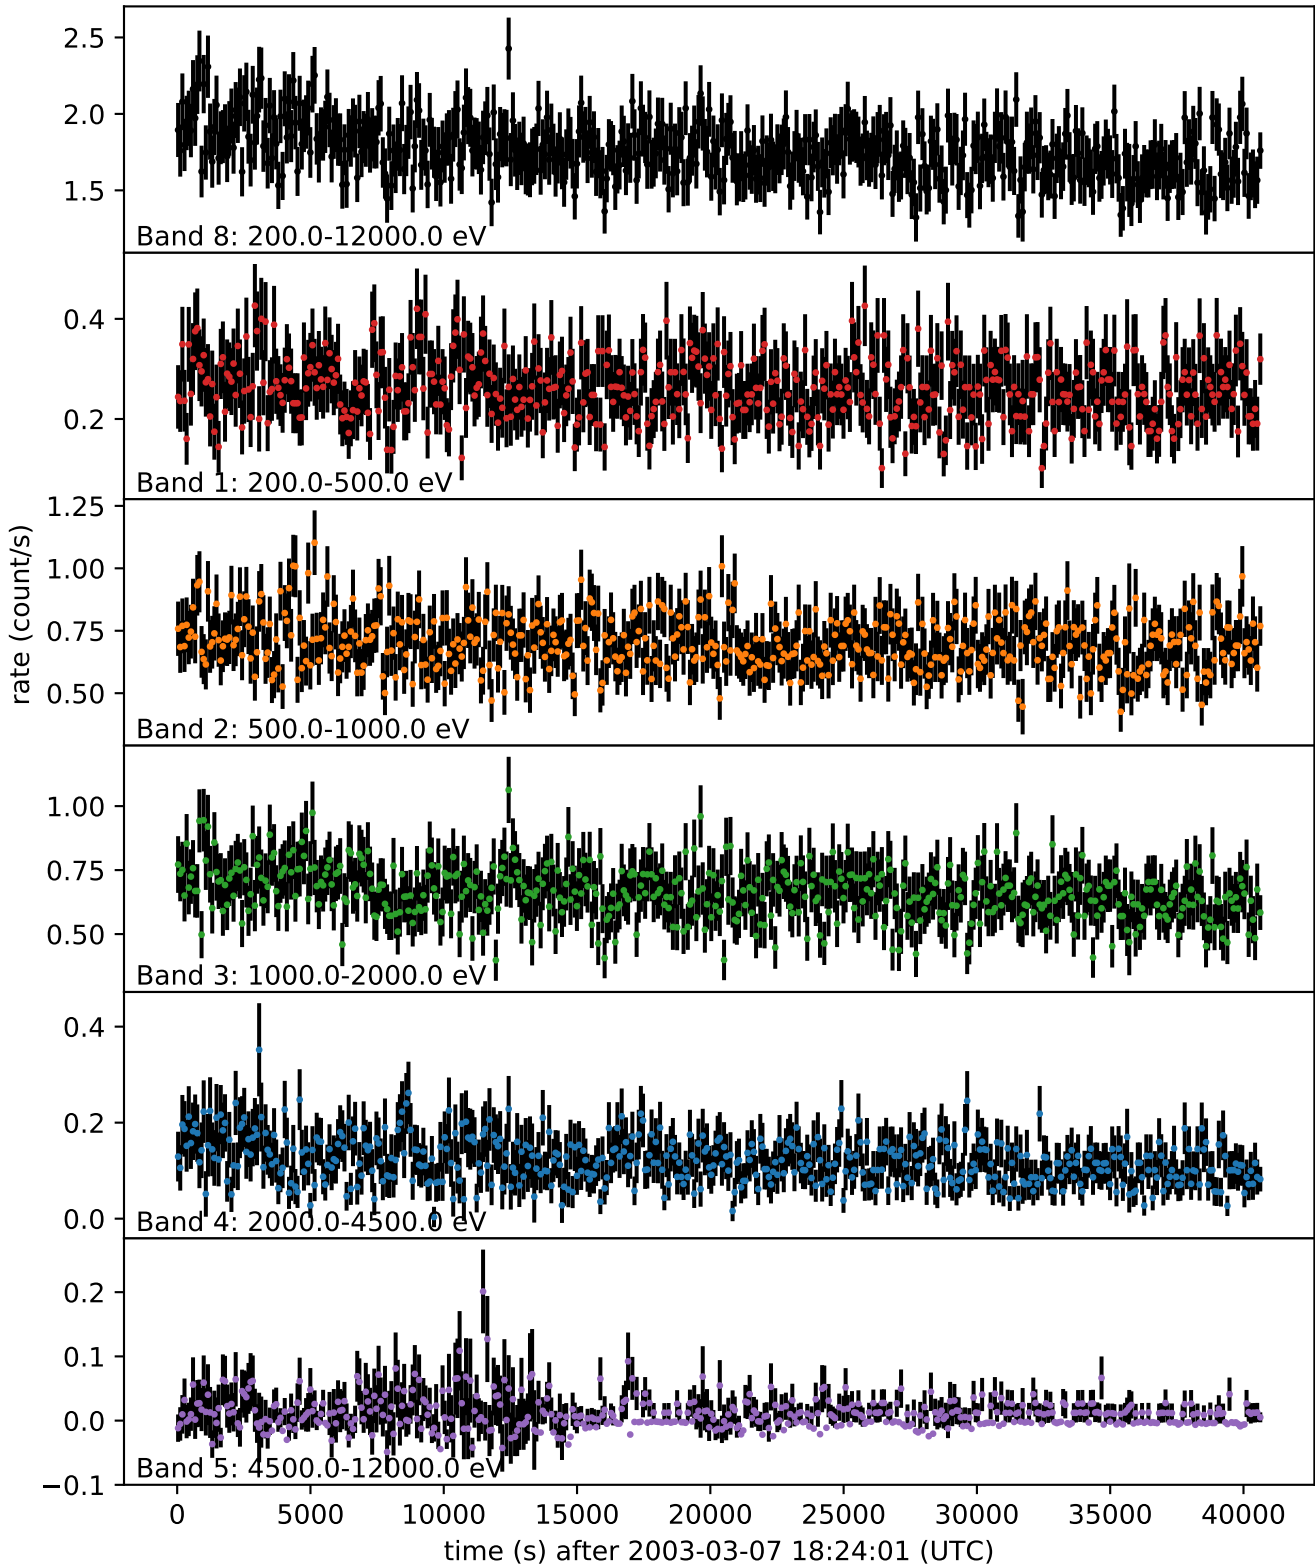 2.5
2.0
1.5
Band 8: 200.0-12000.0 eV
0.4
0.2
Band 1: 200.0-500.0 eV
1.25
1.00
0.75
0.50
Band 2: 500.0-1000.0 eV
rate (count/s)
1.00
0.75
0.50
Band 3: 1000.0-2000.0 eV
0.4
0.2
0.0
Band 4: 2000.0-4500.0 eV
0.2
0.1
0.0
−0.1
Band 5: 4500.0-12000.0 eV
0 5000 10000 15000 20000 25000 30000 35000 40000
time (s) after 2003-03-07 18:24:01 (UTC)